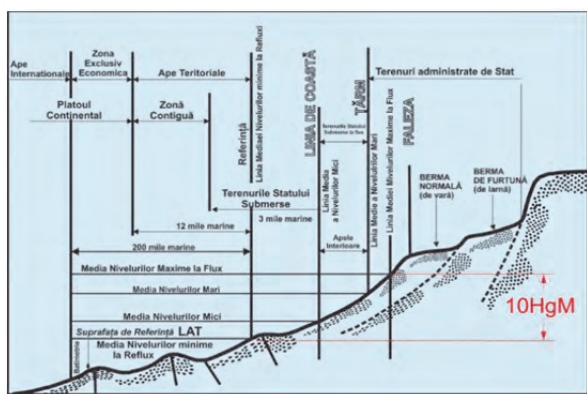 Zona
Exclusiv
Economica
Ape
Internationale
Ape Teritoriale
Terenuri administrate de Stat
Platoul
Continental
Zonă
Contiguă
Referință
Linia Mediaei Nivelurilor minime la Refluxi
LINIA DE COASTĂ
Linia Media
a Nivelurilor Mici
Terenurile Statului
Submerse la flux
ȚĂRM
Linia Medie a Nivelulrilor Mari
Linia Mediei Nivelurilor Maxime la Flux
FALEZA
BERMA
NORMALĂ
(de vară)
BERMA
DE FURTUNĂ
(de iarnă)
Terenurile Statului
Submerse
3 mile marine
12 mile marine
Apele
Interioare
200 mile marine
Media Nivelurilor Maxime la Flux
Media Nivelurilor Mari
10HgM
Media Nivelurilor Mici
Suprafața de Referință LAT
Media Nivelurilor minime
la Reflux
Batimetrie